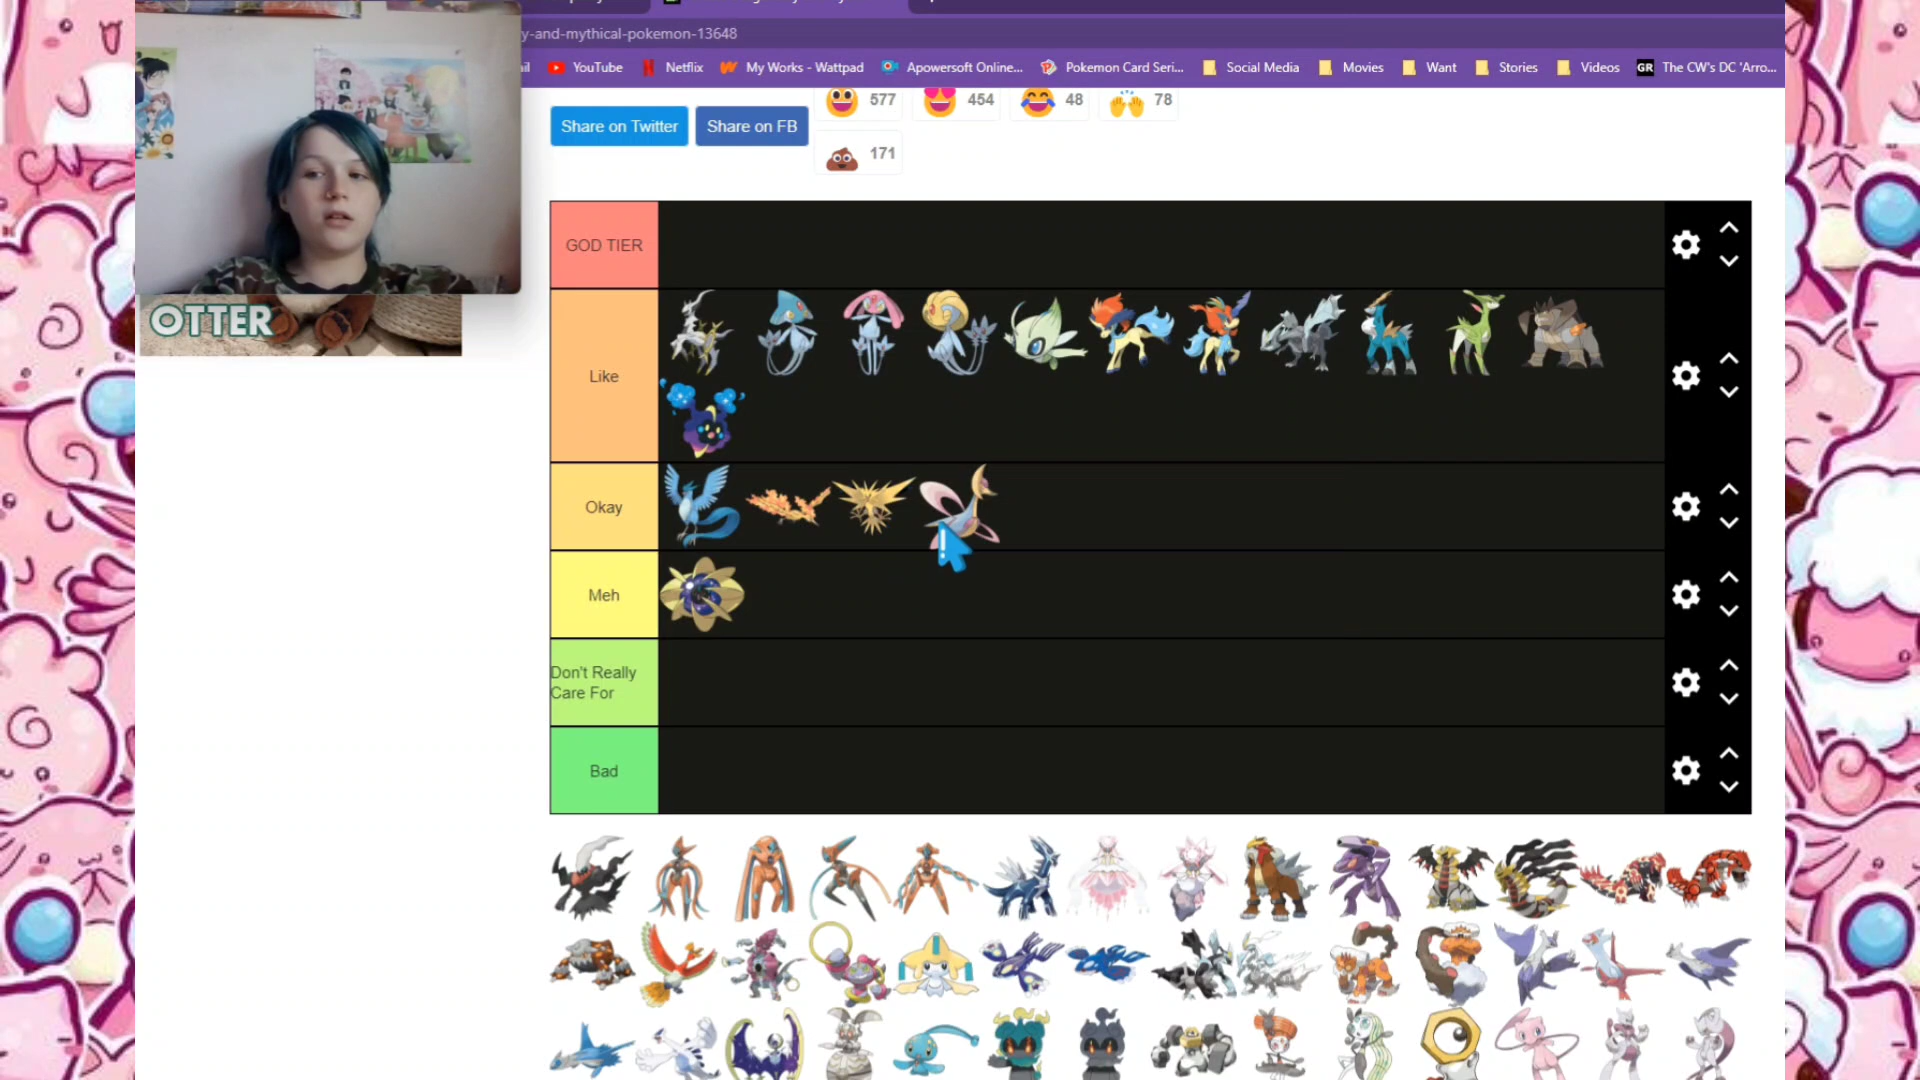 y-and-mythical-pokemon-13648
il YouTube Netflix My Works - Wattpad Apowersoft Online... Pokemon Card Seri... Social Media Movies Want Stories Videos GR The CW's DC 'Arro...
Share on Twitter Share on FB 577 454 48 78
171
GOD TIER
OTTER
Like
Okay
Meh
Don't Really
Care For
Bad